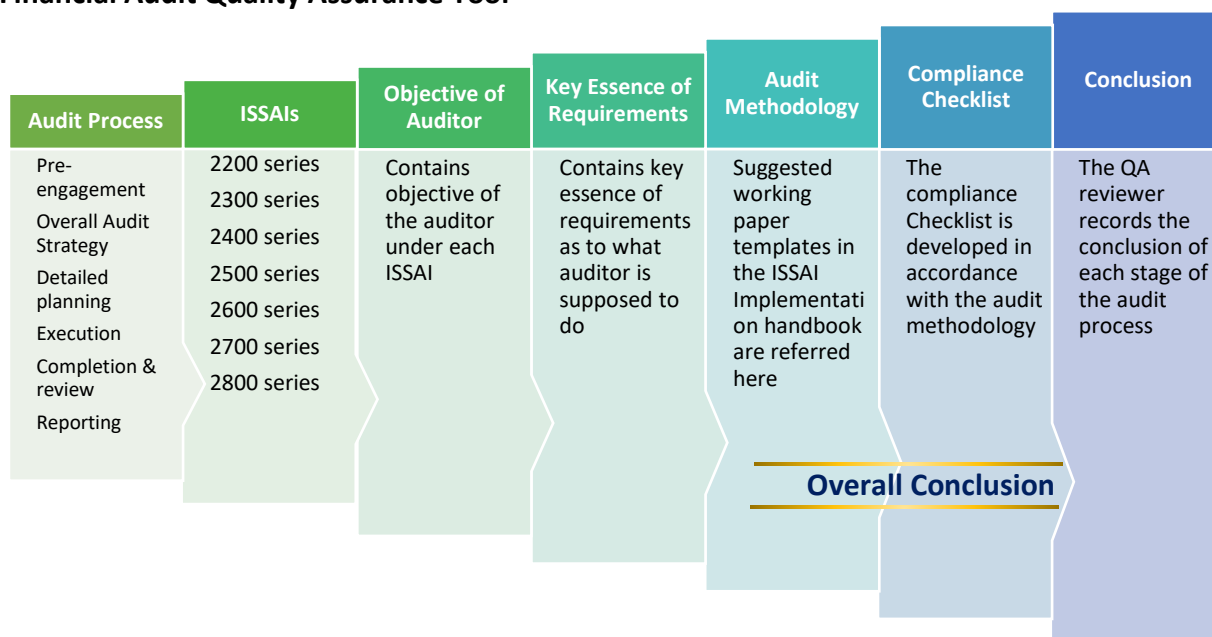 Financial Audit Quality Assurance Tool
Audit Process
Pre-
engagement
Overall Audit
Strategy
Detailed
planning
Execution
Completion &
review
Reporting
ISSAIs
2200 series
2300 series
2400 series
2500 series
2600 series
2700 series
2800 series
Objective of
Auditor
Contains
objective of
the auditor
under each
ISSAI
Key Essence of
Requirements
Contains key
essence of
requirements
as to what
auditor is
supposed to
do
Audit
Methodology
Suggested
working
paper
templates in
the ISSAI
Implementati
on handbook
are referred
here
Compliance
Checklist
The
compliance
Checklist is
developed in
accordance
with the audit
methodology
Conclusion
The QA
reviewer
records the
conclusion of
each stage of
the audit
process
Overall Conclusion